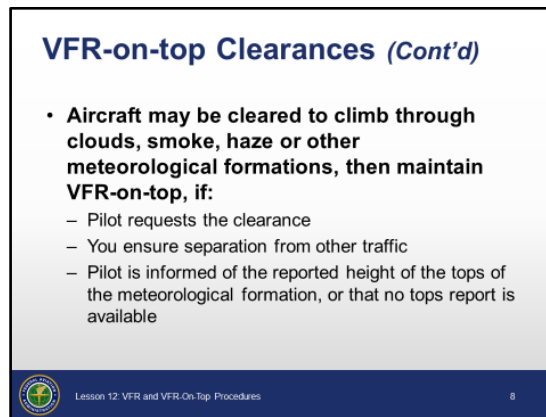 VFR-on-top Clearances (Cont'd)
• Aircraft may be cleared to climb through
clouds, smoke, haze or other
meteorological formations, then maintain
VFR-on-top, if:
– Pilot requests the clearance
– You ensure separation from other traffic
– Pilot is informed of the reported height of the tops of
the meteorological formation, or that no tops report is
available
Lesson 12: VFR and VFR-On-Top Procedures
8